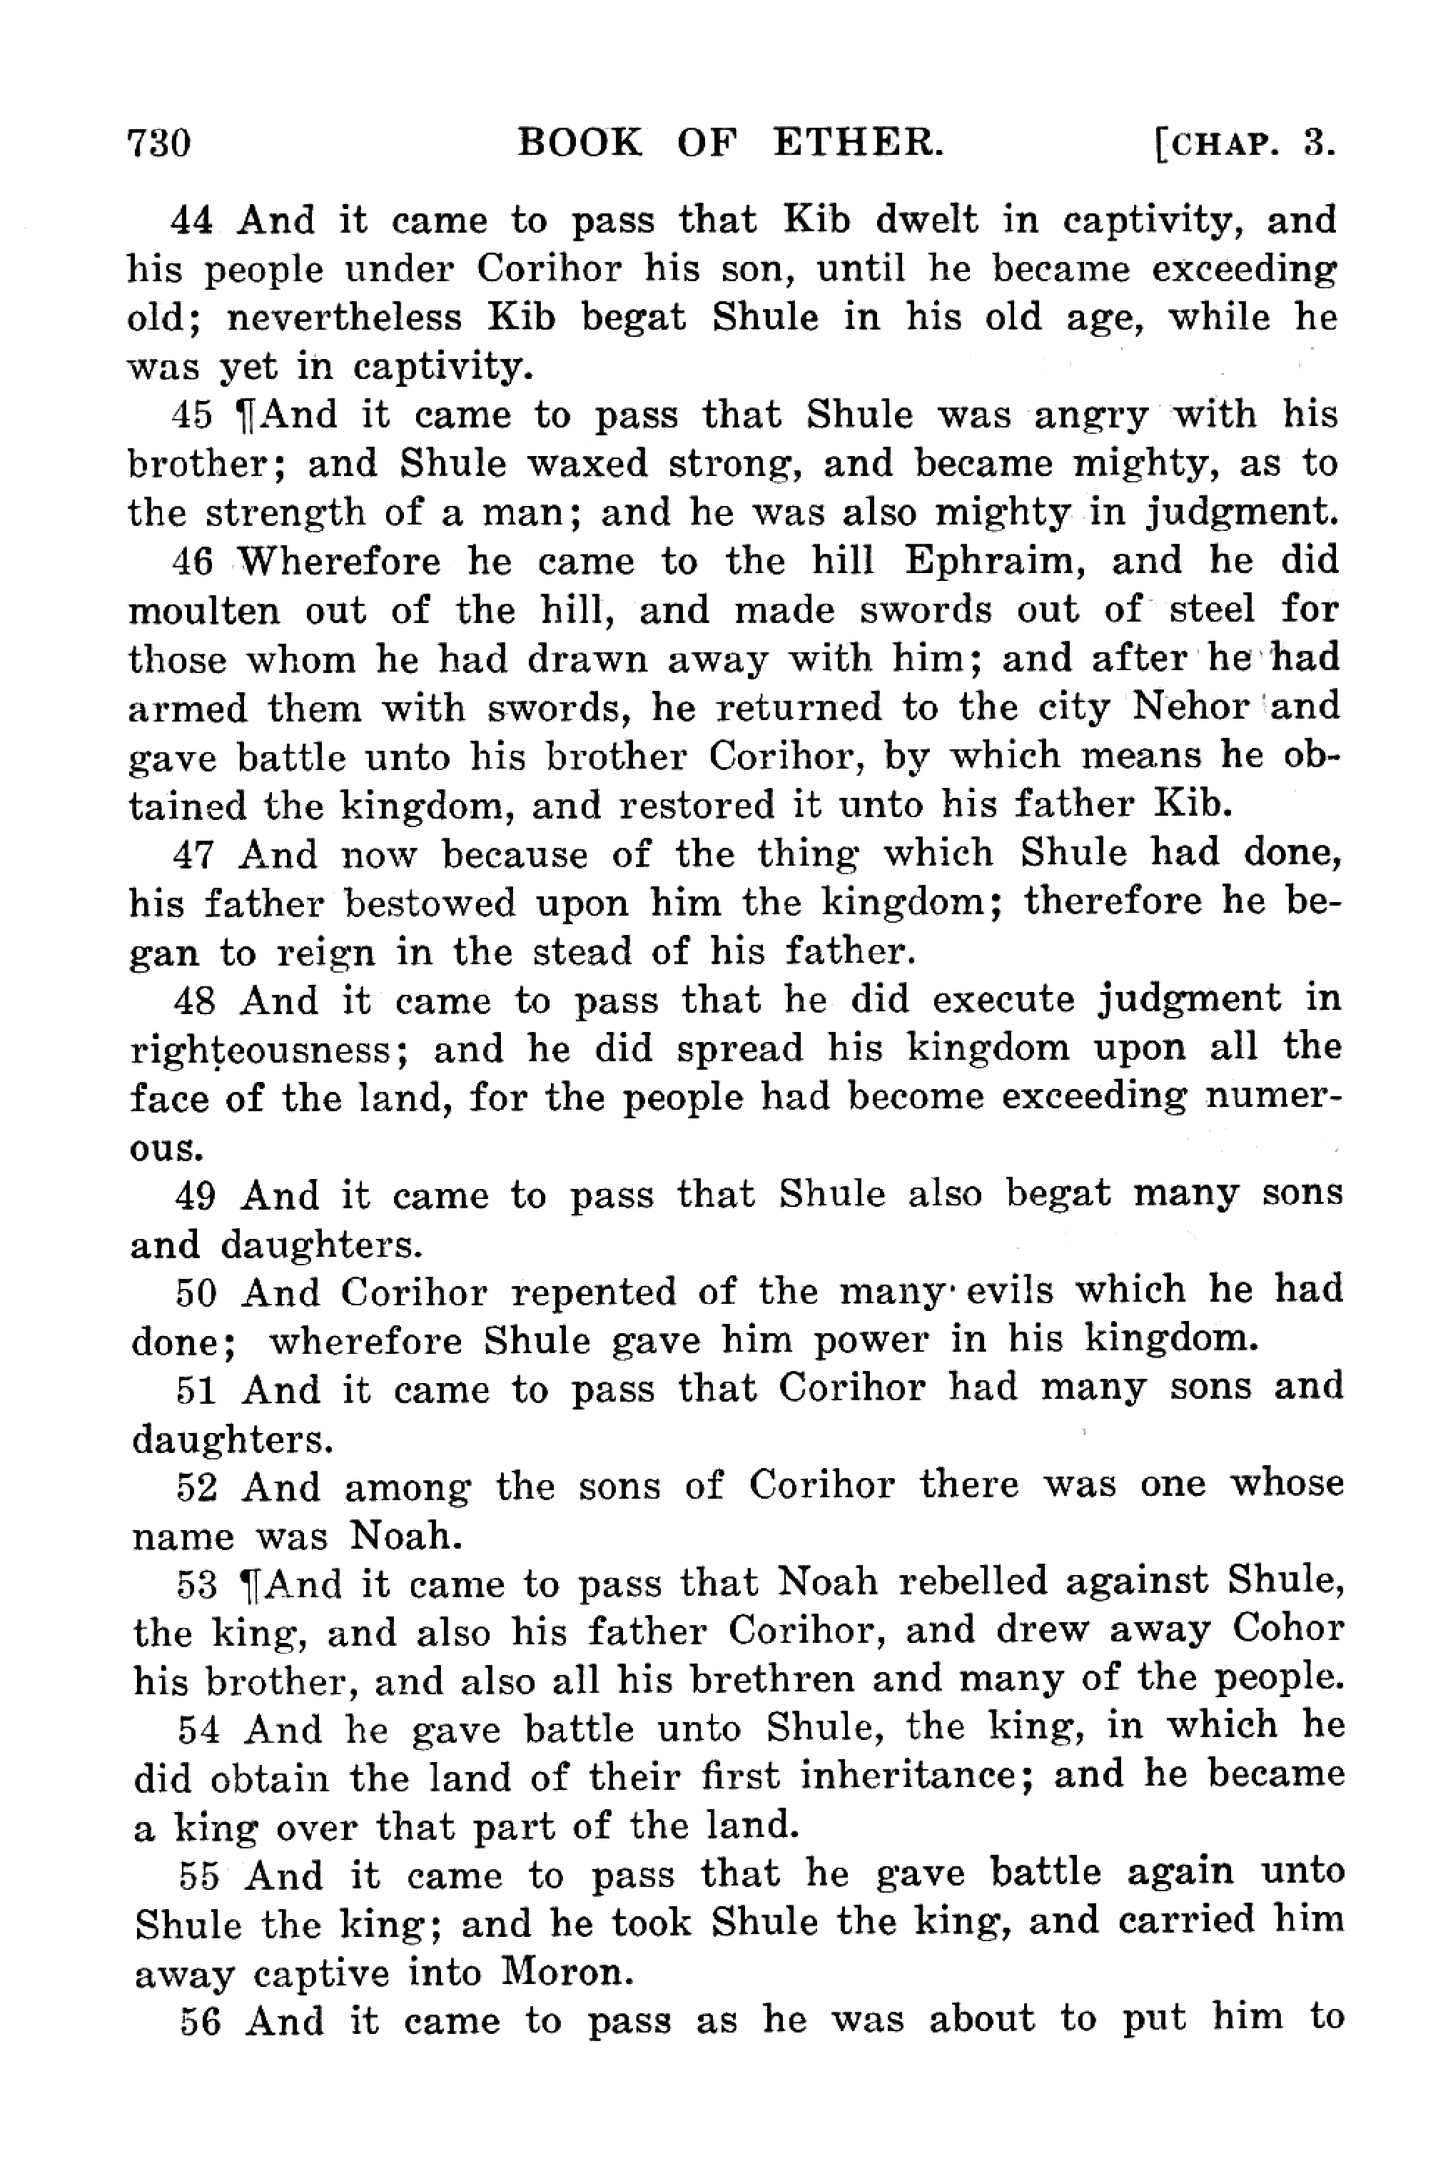 730 BOOK OF ETHER. [CHAP. 3.
44 And it came to pass that Kib dwelt in captivity, and
his people under Corihor his son, until he became exceeding
old; nevertheless Kib begat Shule in his old age, while he
was yet in captivity.
45 ¶And it came to pass that Shule was angry with his
brother; and Shule waxed strong, and became mighty, as to
the strength of a man; and he was also mighty in judgment.
46 Wherefore he came to the hill Ephraim, and he did
moulten out of the hill, and made swords out of steel for
those whom he had drawn away with him; and after he had
armed them with swords, he returned to the city Nehor and
gave battle unto his brother Corihor, by which means he ob-
tained the kingdom, and restored it unto his father Kib.
47 And now because of the thing which Shule had done,
his father bestowed upon him the kingdom; therefore he be-
gan to reign in the stead of his father.
48 And it came to pass that he did execute judgment in
righteousness; and he did spread his kingdom upon all the
face of the land, for the people had become exceeding numer-
ous.
49 And it came to pass that Shule also begat many sons
and daughters.
50 And Corihor repented of the many evils which he had
done; wherefore Shule gave him power in his kingdom.
51 And it came to pass that Corihor had many sons and
daughters.
52 And among the sons of Corihor there was one whose
name was Noah.
53 ¶And it came to pass that Noah rebelled against Shule,
the king, and also his father Corihor, and drew away Cohor
his brother, and also all his brethren and many of the people.
54 And he gave battle unto Shule, the king, in which he
did obtain the land of their first inheritance; and he became
a king over that part of the land.
55 And it came to pass that he gave battle again unto
Shule the king; and he took Shule the king, and carried him
away captive into Moron.
56 And it came to pass as he was about to put him to